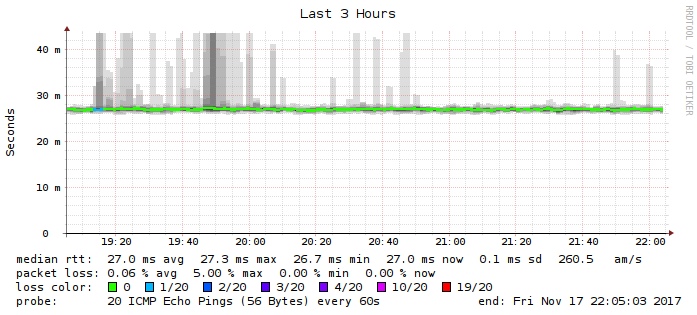 Last 3 Hours
RRDTOOL / TOBI OETIKER
Seconds
40 m
30 m
20 m
10 m
0
19:20 19:40 20:00 20:20 20:40 21:00 21:20 21:40 22:00
median rtt: 27.0 ms avg 27.3 ms max 26.7 ms min 27.0 ms now 0.1 ms sd 260.5 am/s
packet loss: 0.06 % avg 5.00 % max 0.00 % min 0.00 % now
loss color: 0 1/20 2/20 3/20 4/20 10/20 19/20
probe: 20 ICMP Echo Pings (56 Bytes) every 60s end: Fri Nov 17 22:05:03 2017